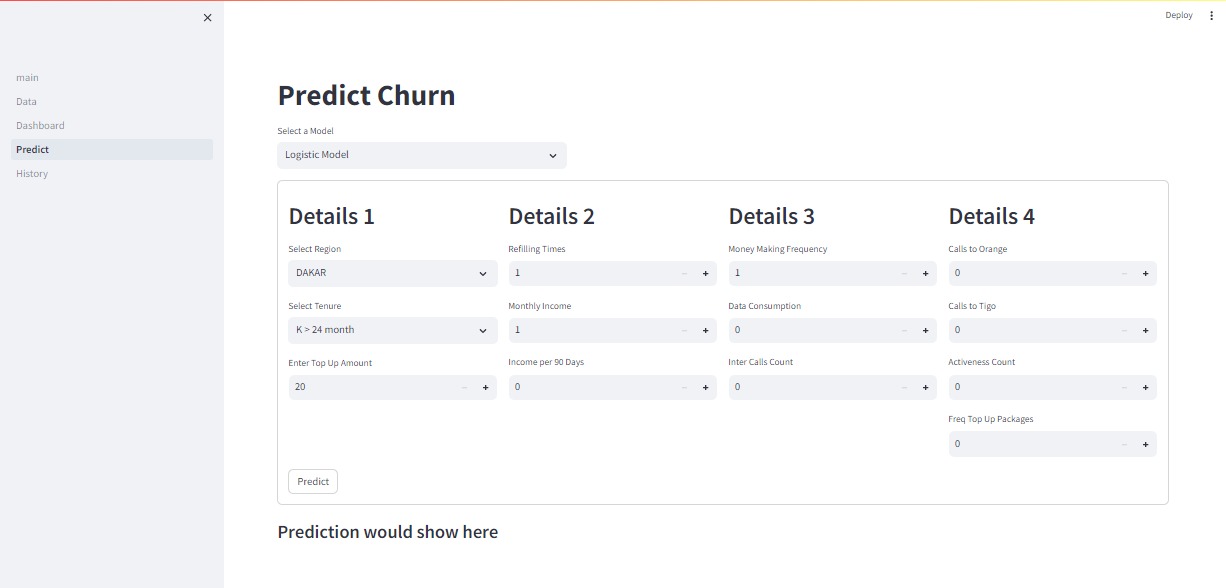 Deploy
main
Data
Dashboard
Predict
History
Predict Churn
Select a Model
Logistic Model
Details 1
Select Region
DAKAR
Select Tenure
K > 24 month
Enter Top Up Amount
20
Details 2
Refilling Times
1
Monthly Income
1
Income per 90 Days
0
Details 3
Money Making Frequency
1
Data Consumption
0
Inter Calls Count
0
Details 4
Calls to Orange
0
Calls to Tigo
0
Activeness Count
0
Freq Top Up Packages
0
Predict
Prediction would show here